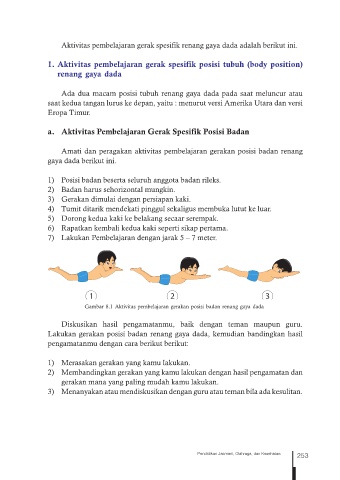 Aktivitas pembelajaran gerak spesifik renang gaya dada adalah berikut ini.
1. Aktivitas pembelajaran gerak spesifik posisi tubuh (body position)
renang gaya dada
Ada dua macam posisi tubuh renang gaya dada pada saat meluncur atau
saat kedua tangan lurus ke depan, yaitu : menurut versi Amerika Utara dan versi
Eropa Timur.
a. Aktivitas Pembelajaran Gerak Spesifik Posisi Badan
Amati dan peragakan aktivitas pembelajaran gerakan posisi badan renang
gaya dada berikut ini.
1) Posisi badan beserta seluruh anggota badan rileks.
2) Badan harus sehorizontal mungkin.
3) Gerakan dimulai dengan persiapan kaki.
4) Tumit ditarik mendekati pinggul sekaligus membuka lutut ke luar.
5) Dorong kedua kaki ke belakang secaar serempak.
6) Rapatkan kembali kedua kaki seperti sikap pertama.
7) Lakukan Pembelajaran dengan jarak 5 – 7 meter.
1 2 3
Gambar 8.1 Aktivitas pembelajaran gerakan posisi badan renang gaya dada
Diskusikan hasil pengamatanmu, baik dengan teman maupun guru.
Lakukan gerakan posisi badan renang gaya dada, kemudian bandingkan hasil
pengamatanmu dengan cara berikut berikut:
1) Merasakan gerakan yang kamu lakukan.
2) Membandingkan gerakan yang kamu lakukan dengan hasil pengamatan dan
gerakan mana yang paling mudah kamu lakukan.
3) Menanyakan atau mendiskusikan dengan guru atau teman bila ada kesulitan.
Pendidikan Jasmani, Olahraga, dan Kesehatan 253